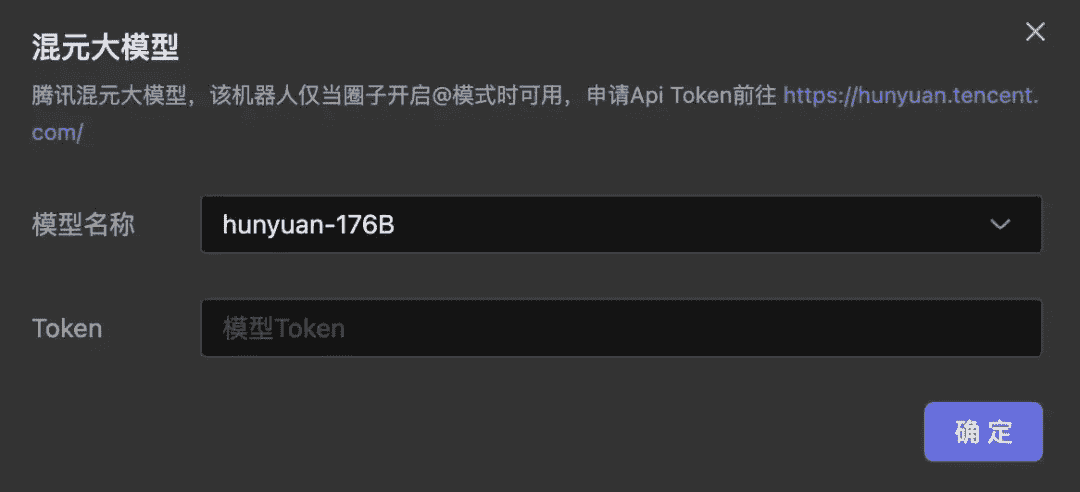 混元大模型
腾讯混元大模型，该机器人仅当圈子开启@模式时可用，申请Api Token前往 https://hunyuan.tencent.
com/
模型名称
hunyuan-176B
Token
模型Token
确 定